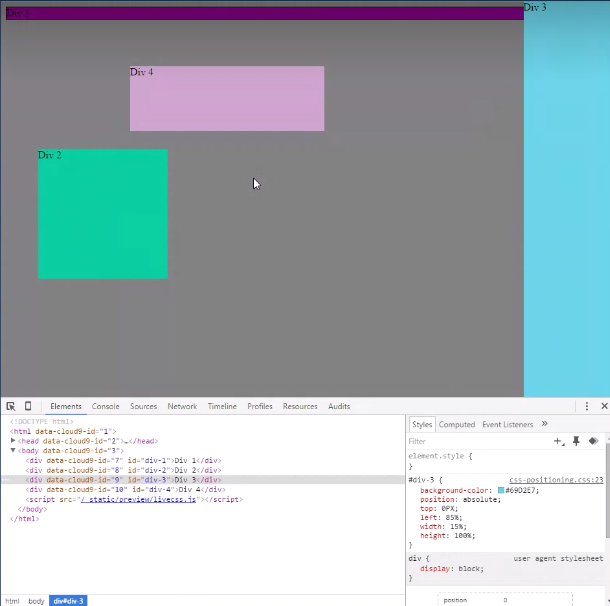 Div 1
Div 3
Div 4
Div 2
Elements Console Sources Network Timeline Profiles Resources Audits
<!DOCTYPE html>
<html data-cloud9-id="1">
<head data-cloud9-id="2">…</head>
<body data-cloud9-id="3">
<div data-cloud9-id="7" id="div-1">Div 1</div>
<div data-cloud9-id="8" id="div-2">Div 2</div>
<div data-cloud9-id="9" id="div-3">Div 3</div>
<div data-cloud9-id="10" id="div-4">Div 4</div>
<script src="/_static/preview/livecss.js"></script>
</body>
</html>
html body div#div-3
Styles Computed Event Listeners »
Filter
element.style {
}
#div-3 { css-positioning.css:23
background-color: #69D2E7;
position: absolute;
top: 0PX;
left: 85%;
width: 15%;
height: 100%;
}
div { user agent stylesheet
display: block;
}
position 0